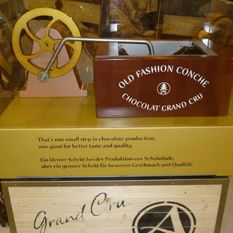 OLD FASHION CONCHE
CHOCOLAT GRAND CRU
That's one small step in chocolate production,
one giant for better taste and quality.
Ein kleiner Schritt bei der Produktion von Schokolade,
aber ein grosser Schritt für besseren Geschmack und Qualität.
Grand Cru